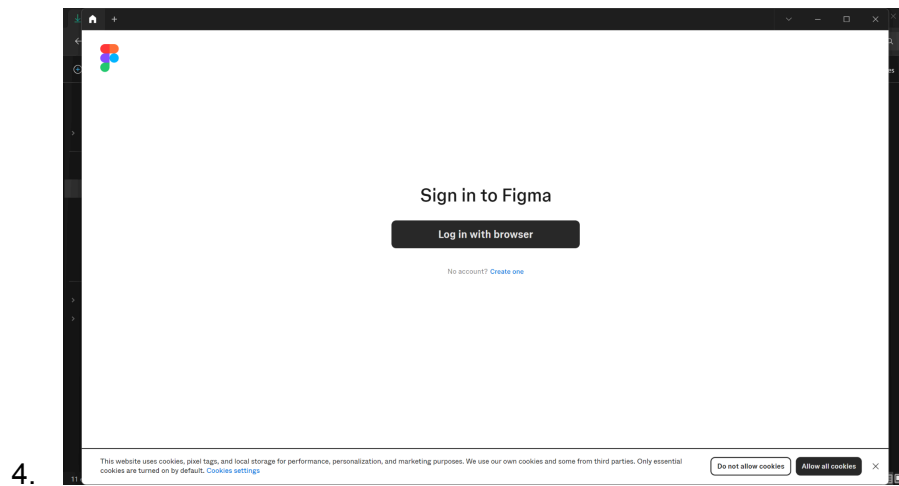 Sign in to Figma
Log in with browser
No account? Create one
This website uses cookies, pixel tags, and local storage for performance, personalization, and marketing purposes. We use our own cookies and some from third parties. Only essential
cookies are turned on by default. Cookies settings
Do not allow cookies
Allow all cookies
4.
11
es